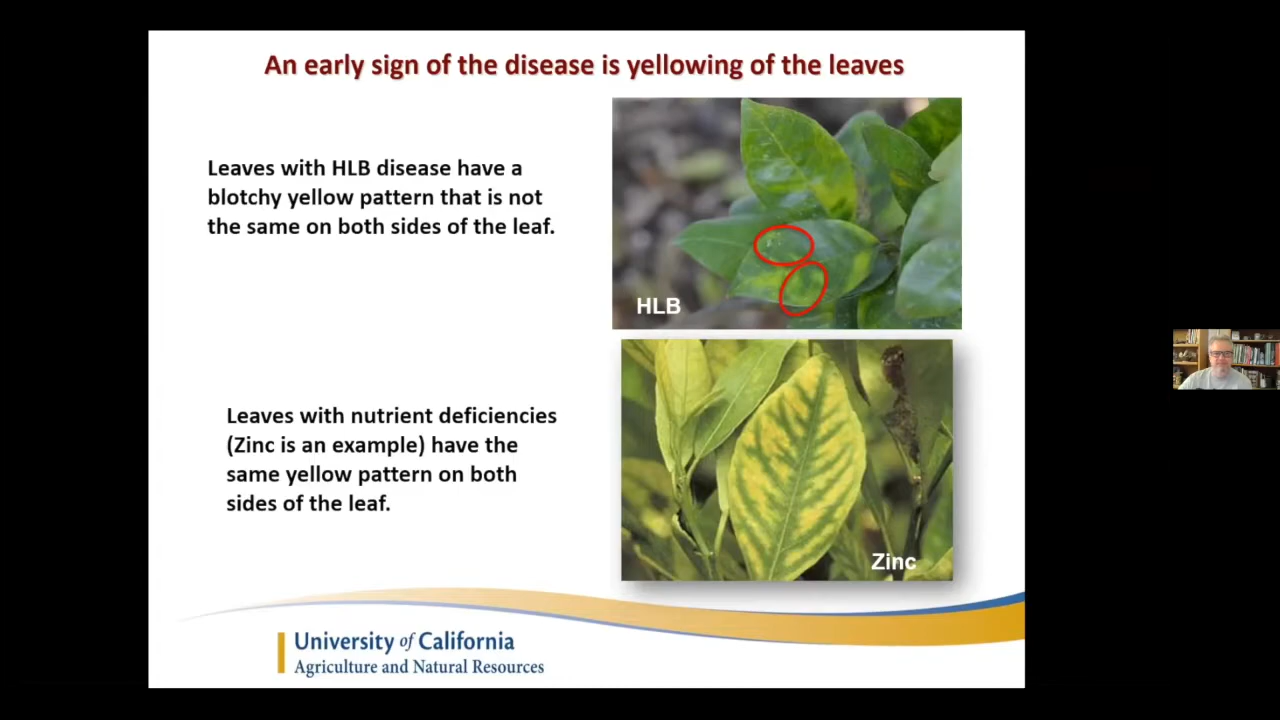 An early sign of the disease is yellowing of the leaves
Leaves with HLB disease have a
blotchy yellow pattern that is not
the same on both sides of the leaf.
HLB
Leaves with nutrient deficiencies
(Zinc is an example) have the
same yellow pattern on both
sides of the leaf.
Zinc
University of California
Agriculture and Natural Resources